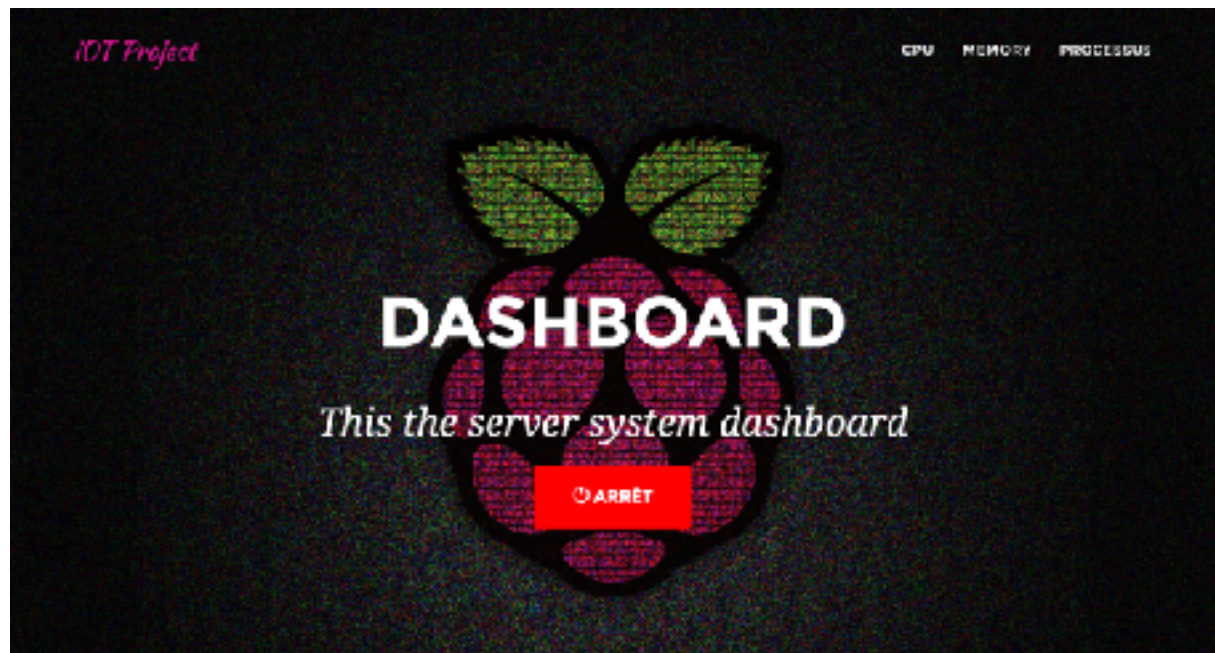 iOT Project
CPU MEMORY PROCESSUS
DASHBOARD
This the server system dashboard
ARRÊT